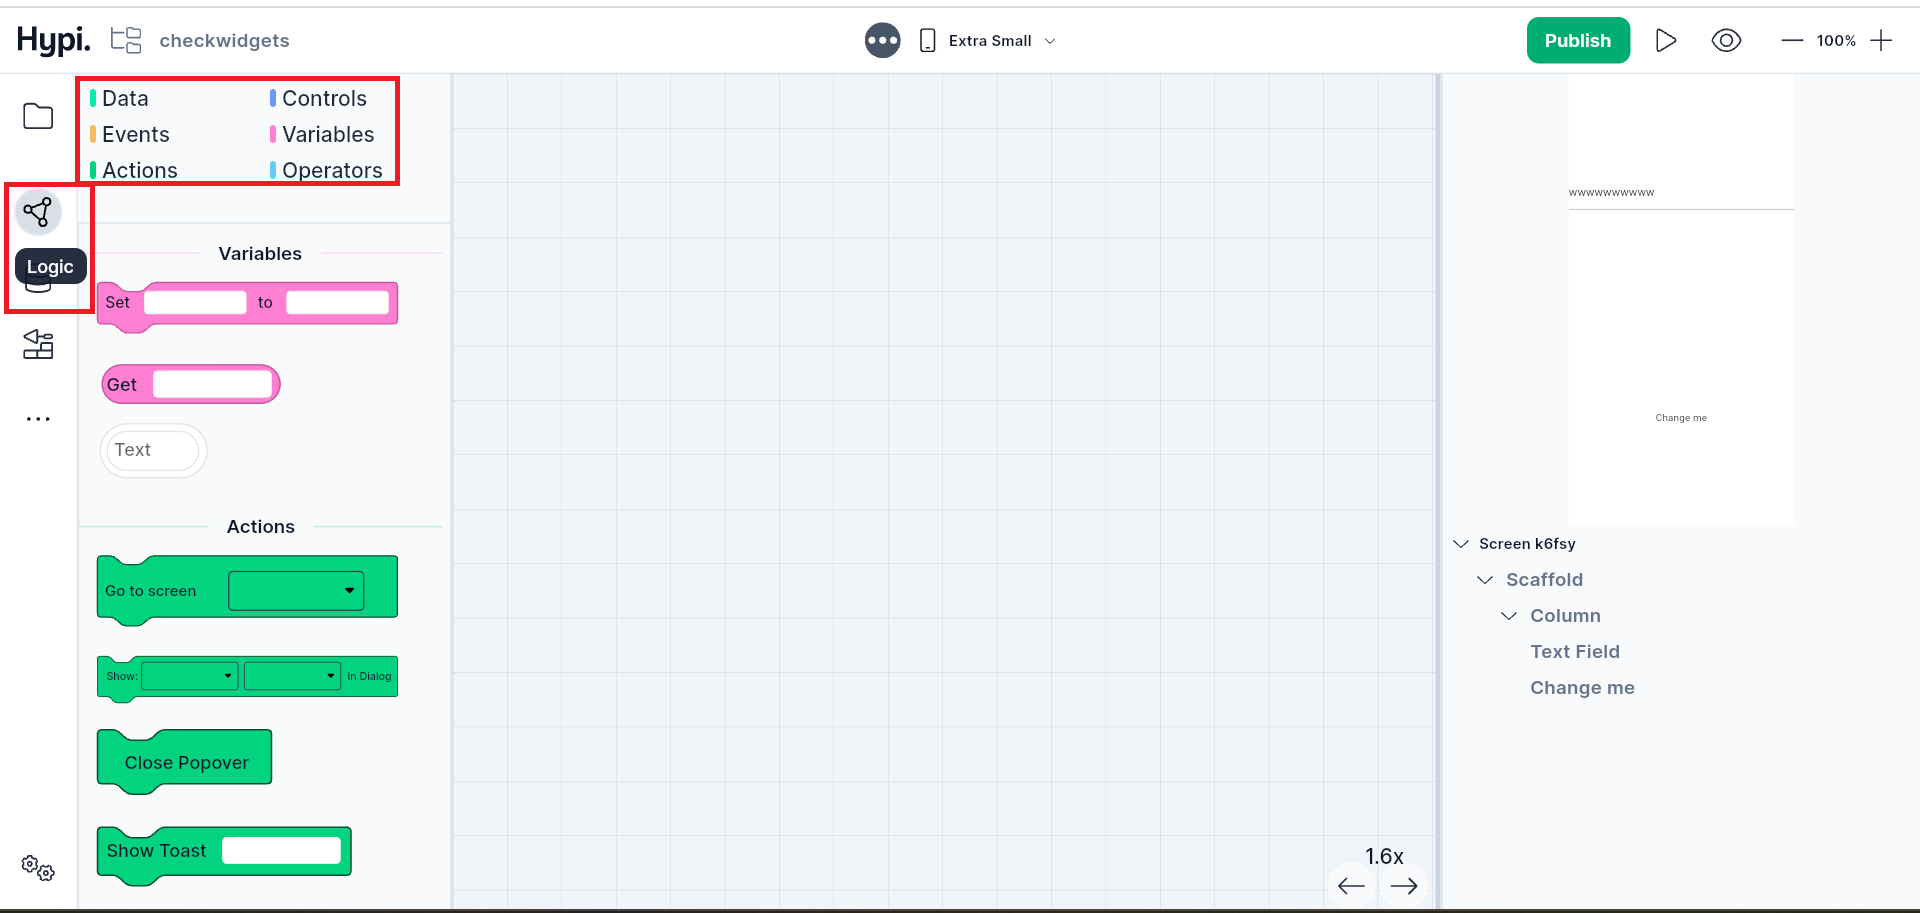 Hypi.
checkwidgets
Extra Small
Publish
100%
Data
Controls
Events
Variables
Actions
Operators
Logic
Variables
Set to
Get
Text
Actions
Go to screen
Show: in Dialog
Close Popover
Show Toast
1.6x
wwwwwwwwww
Change me
Screen k6fsy
Scaffold
Column
Text Field
Change me